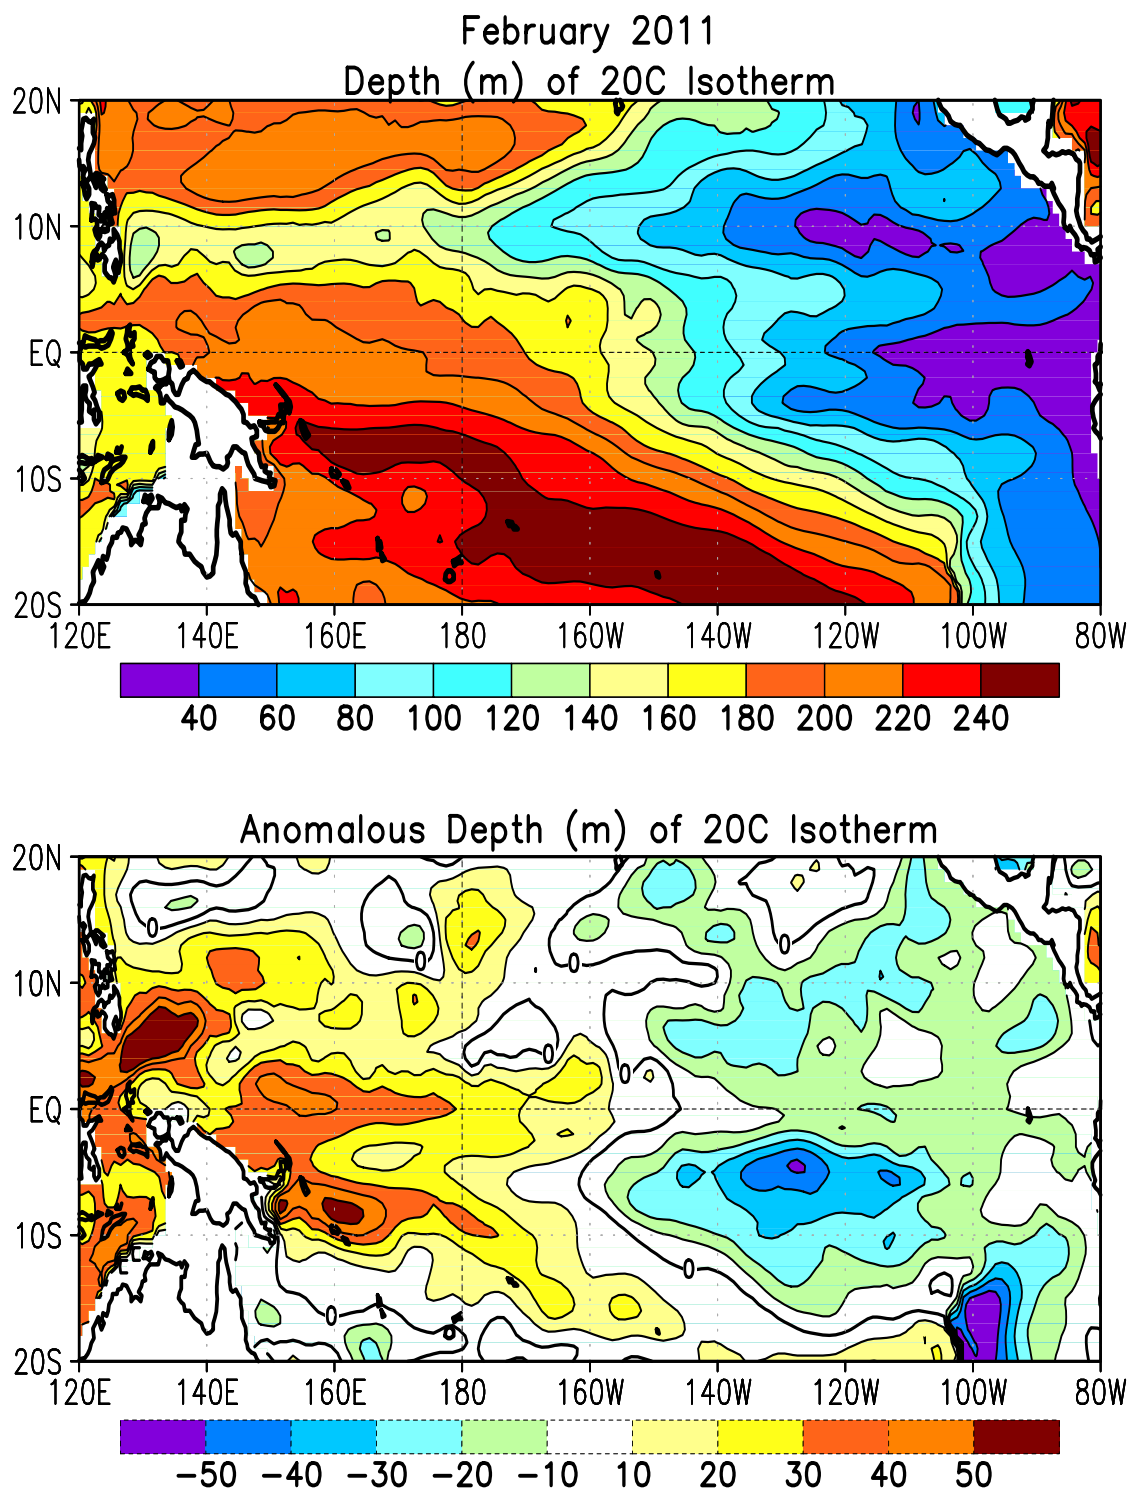 February 2011
Depth (m) of 20C Isotherm
20N
10N
EQ
10S
20S
120E 140E 160E 180 160W 140W 120W 100W 80W
40 60 80 100 120 140 160 180 200 220 240
Anomalous Depth (m) of 20C Isotherm
20N
0 0 0 0
10N
0 0
EQ
10S
0 0
20S
120E 140E 160E 180 160W 140W 120W 100W 80W
−50 −40 −30 −20 −10 10 20 30 40 50